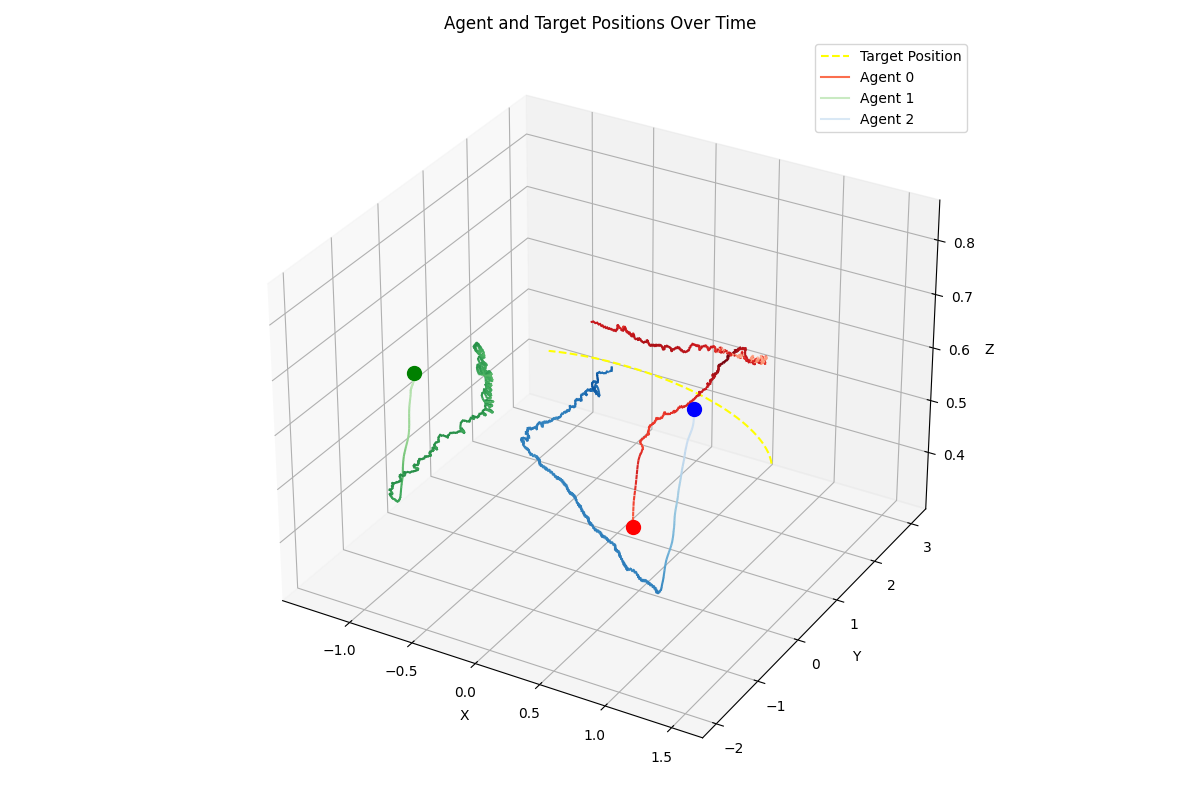 Agent and Target Positions Over Time
Target Position
Agent 0
Agent 1
Agent 2
0.8
0.7
0.6
Z
0.5
0.4
3
2
1
0
Y
−1
−2
−1.0
−0.5
0.0
X
0.5
1.0
1.5